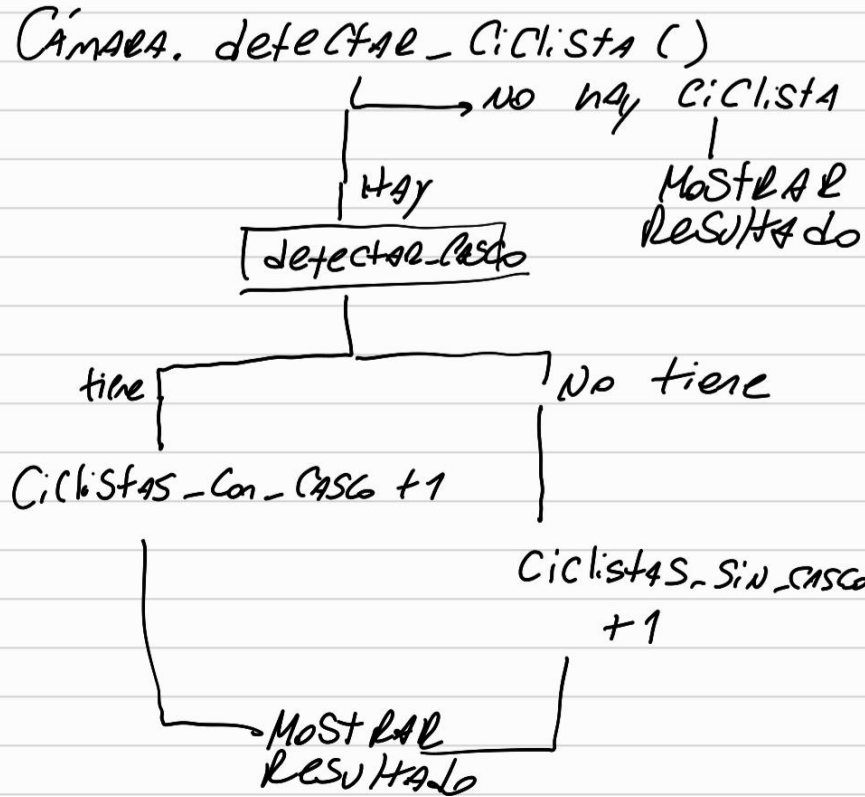 CÁMARA. detectAR_CiClistA ()
No hAy CiClistA
HAy
MOSTRAR
ResultAdo
detectAR_CASCO
tiene
No tiene
CiClistAS_Con_CASCO +1
CiclistAS_SiN_CASCO
+1
MOSTRAR
ResultAdo